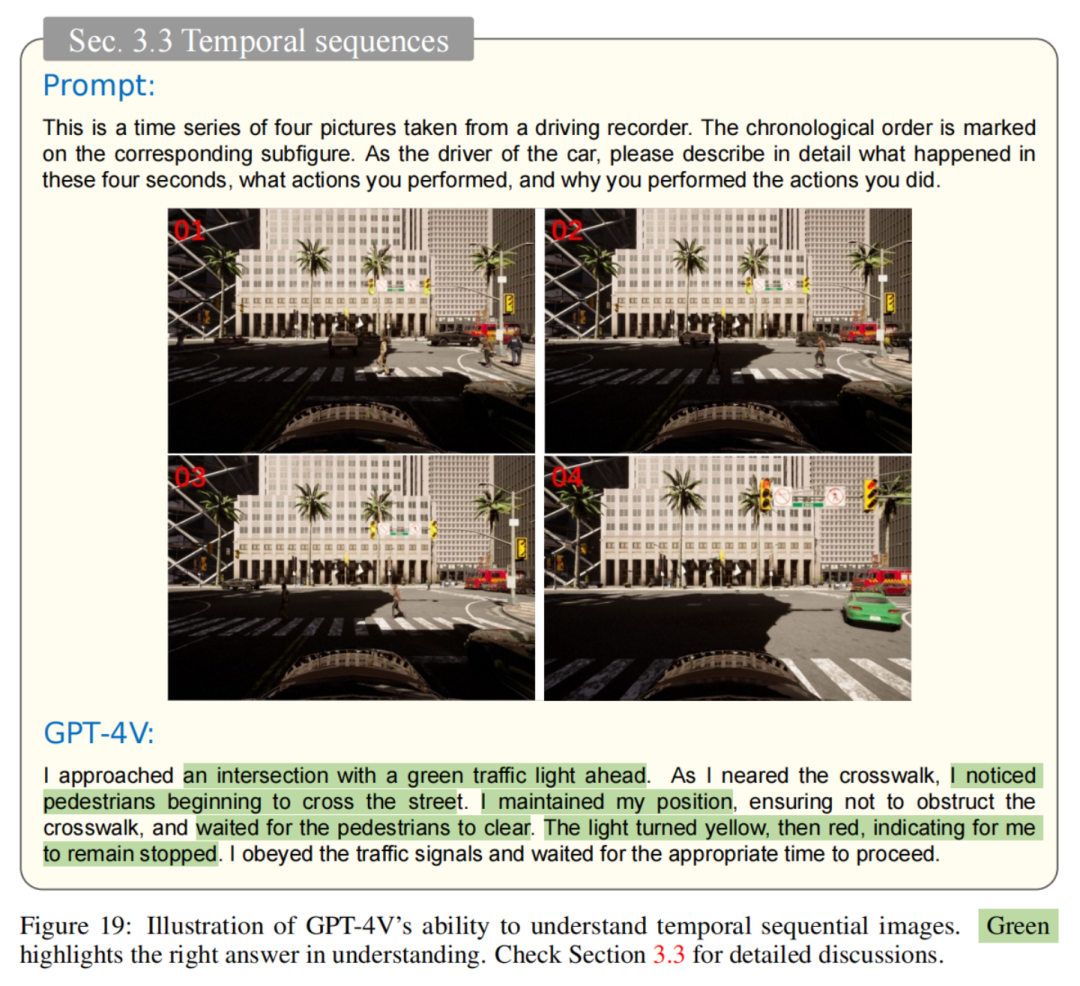 Sec. 3.3 Temporal sequences
Prompt:
This is a time series of four pictures taken from a driving recorder. The chronological order is marked
on the corresponding subfigure. As the driver of the car, please describe in detail what happened in
these four seconds, what actions you performed, and why you performed the actions you did.
01
02
03
04
GPT-4V:
I approached an intersection with a green traffic light ahead. As I neared the crosswalk, I noticed
pedestrians beginning to cross the street. I maintained my position, ensuring not to obstruct the
crosswalk, and waited for the pedestrians to clear. The light turned yellow, then red, indicating for me
to remain stopped. I obeyed the traffic signals and waited for the appropriate time to proceed.
Figure 19: Illustration of GPT-4V's ability to understand temporal sequential images. Green
highlights the right answer in understanding. Check Section 3.3 for detailed discussions.